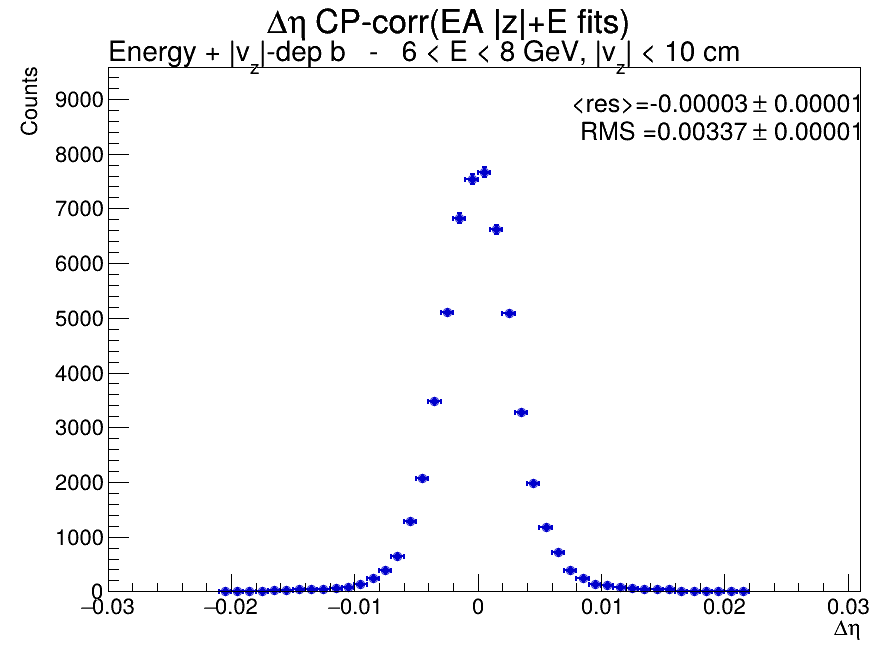 Δη CP-corr(EA |z|+E fits)
Energy + |v_z|-dep b - 6 < E < 8 GeV, |v_z| < 10 cm
Counts
<res>=-0.00003 ± 0.00001
RMS =0.00337 ± 0.00001
9000
8000
7000
6000
5000
4000
3000
2000
1000
0
−0.03 −0.02 −0.01 0 0.01 0.02 0.03
Δη